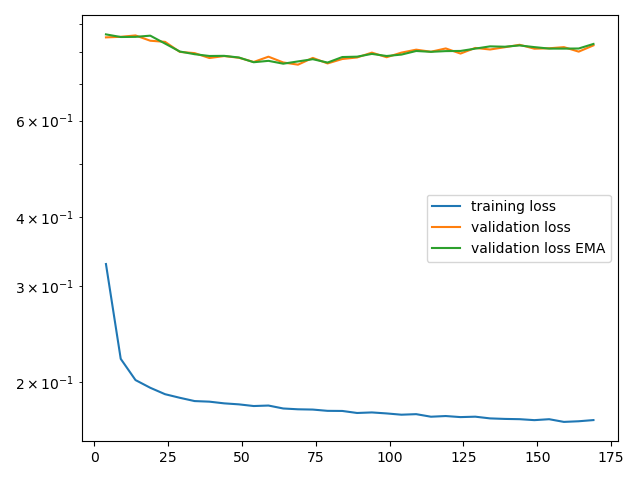 6 × 10⁻¹
4 × 10⁻¹
3 × 10⁻¹
2 × 10⁻¹
training loss
validation loss
validation loss EMA
0 25 50 75 100 125 150 175